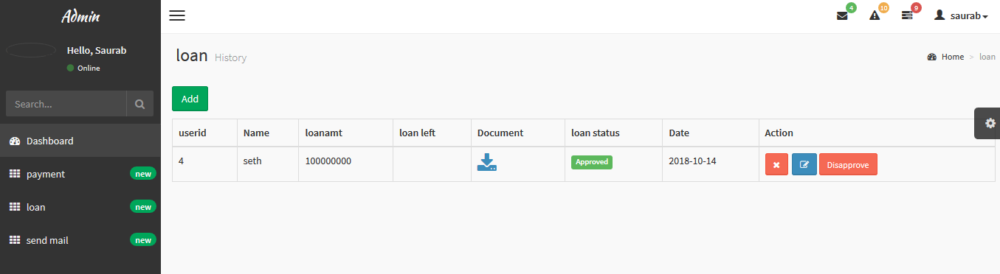 Admin
4
10
9
saurab
Hello, Saurab
Online
loan History
Home > loan
Search...
Add
Dashboard
payment new
loan new
send mail new
userid Name loanamt loan left Document loan status Date Action
4 seth 100000000 Approved 2018-10-14 Disapprove